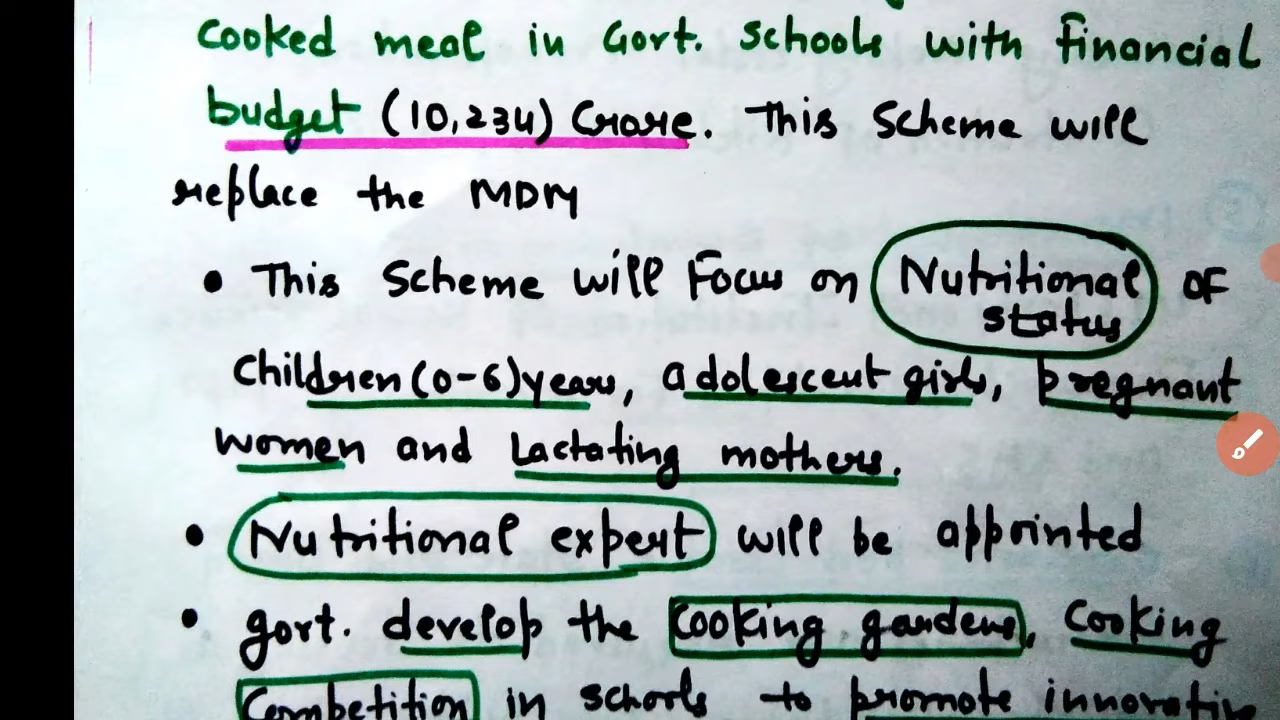 cooked meal in Govt. schools with financial
budget (10,234) Crore. This Scheme will
replace the MDM
• This Scheme will Focus on Nutritional of
status
Children (0-6) years, adolescent girls, pregnant
women and Lactating mothers.
• Nutritional expert will be appointed
• govt. develop the cooking gardens, Cooking
Competition in schools to promote innovative